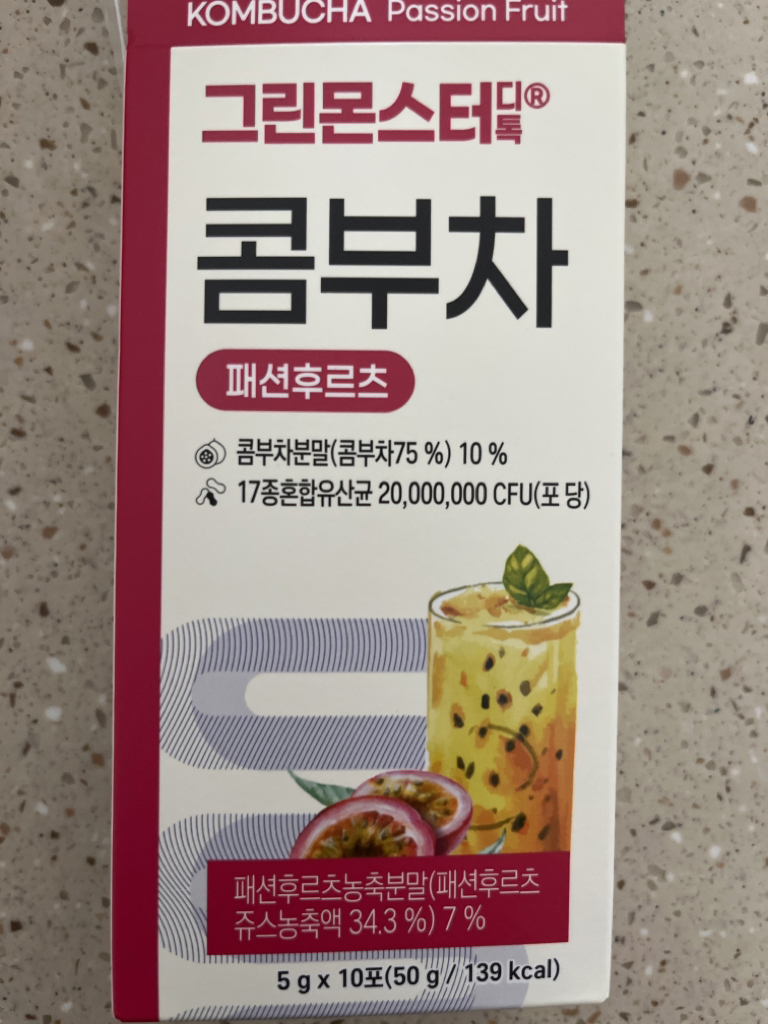 KOMBUCHA Passion Fruit
그린몬스터디톡®
콤부차
패션후르츠
콤부차분말(콤부차75 %) 10 %
17종혼합유산균 20,000,000 CFU(포 당)
패션후르츠농축분말(패션후르츠
쥬스농축액 34.3 %) 7 %
5 g x 10포(50 g / 139 kcal)